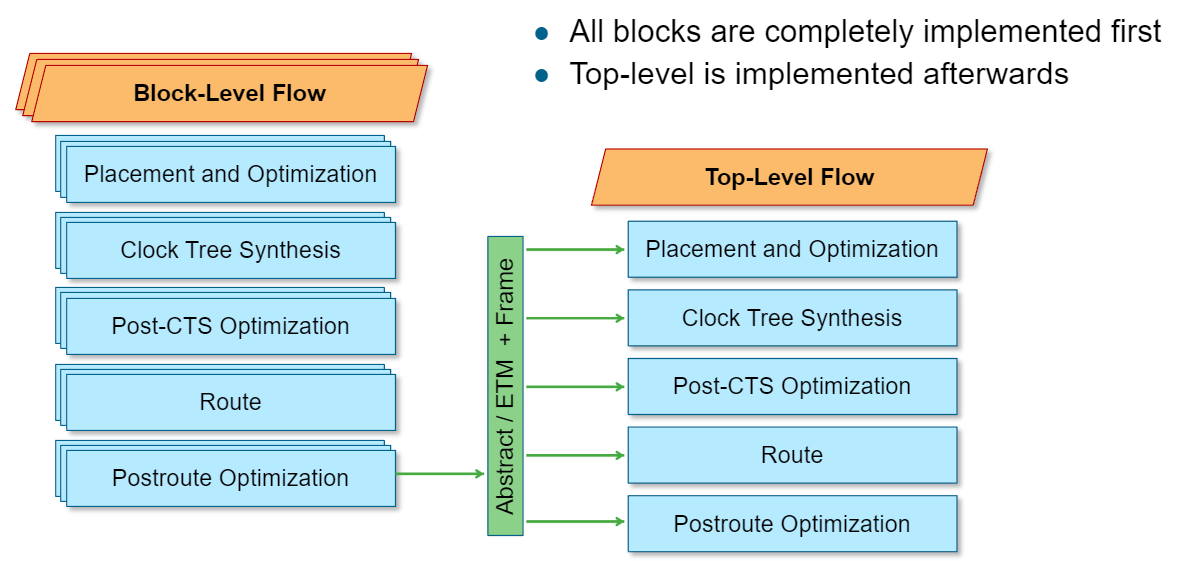 ● All blocks are completely implemented first
● Top-level is implemented afterwards
Block-Level Flow
Placement and Optimization
Clock Tree Synthesis
Post-CTS Optimization
Route
Postroute Optimization
Abstract / ETM + Frame
Top-Level Flow
Placement and Optimization
Clock Tree Synthesis
Post-CTS Optimization
Route
Postroute Optimization